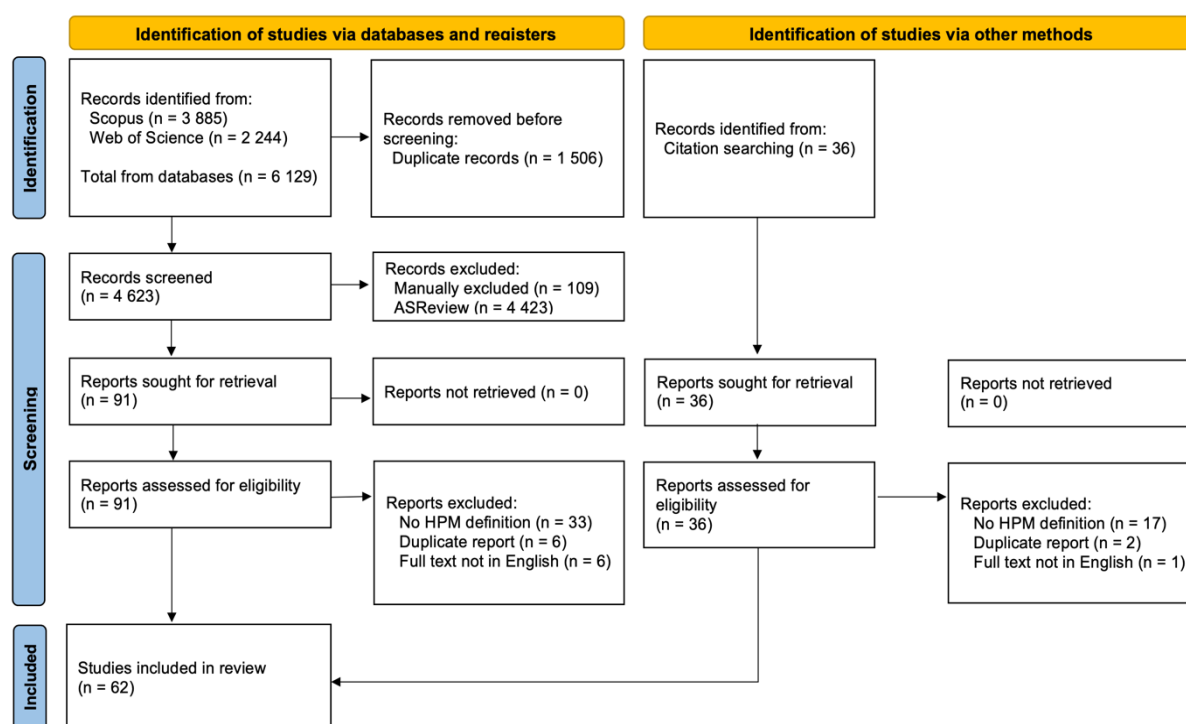 Identification of studies via databases and registers
Identification of studies via other methods
Identification
Records identified from:
Scopus (n = 3 885)
Web of Science (n = 2 244)
Total from databases (n = 6 129)
Records removed before
screening:
Duplicate records (n = 1 506)
Records identified from:
Citation searching (n = 36)
Screening
Records screened
(n = 4 623)
Records excluded:
Manually excluded (n = 109)
ASReview (n = 4 423)
Reports sought for retrieval
(n = 91)
Reports not retrieved (n = 0)
Reports sought for retrieval
(n = 36)
Reports not retrieved
(n = 0)
Reports assessed for eligibility
(n = 91)
Reports excluded:
No HPM definition (n = 33)
Duplicate report (n = 6)
Full text not in English (n = 6)
Reports assessed for
eligibility
(n = 36)
Reports excluded:
No HPM definition (n = 17)
Duplicate report (n = 2)
Full text not in English (n = 1)
Included
Studies included in review
(n = 62)